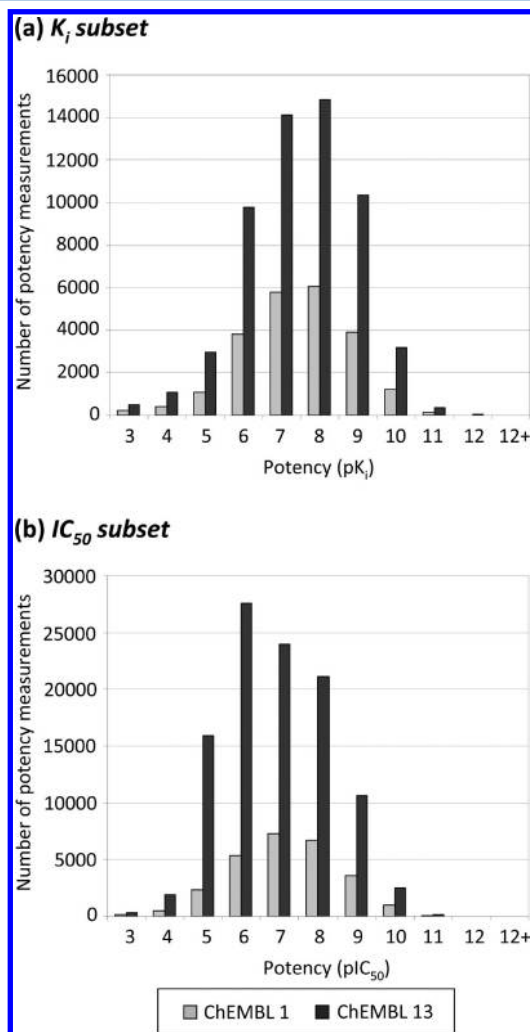 (a) Ki subset
16000
14000
12000
10000
8000
6000
4000
2000
0
Number of potency measurements
3 4 5 6 7 8 9 10 11 12 12+
Potency (pKi)
(b) IC50 subset
30000
25000
20000
15000
10000
5000
0
Number of potency measurements
3 4 5 6 7 8 9 10 11 12 12+
Potency (pIC50)
ChEMBL 1 ChEMBL 13